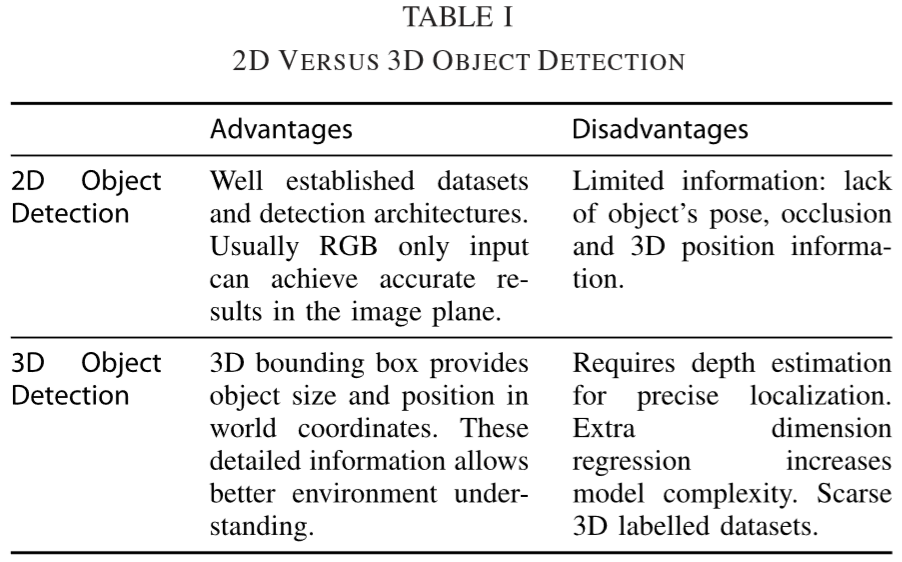 TABLE I
2D VERSUS 3D OBJECT DETECTION
Advantages Disadvantages
2D Object Detection
Well established datasets
and detection architectures.
Usually RGB only input
can achieve accurate re-
sults in the image plane.
Limited information: lack
of object's pose, occlusion
and 3D position informa-
tion.
3D Object Detection
3D bounding box provides
object size and position in
world coordinates. These
detailed information allows
better environment under-
standing.
Requires depth estimation
for precise localization.
Extra dimension
regression increases
model complexity. Scarse
3D labelled datasets.